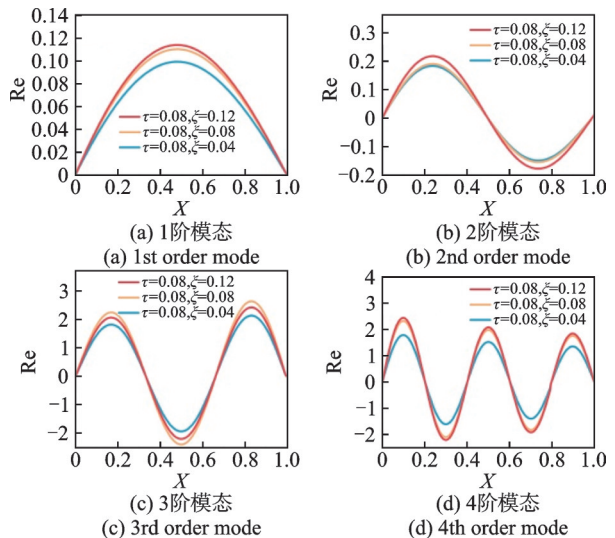 0.14
0.12
0.10
0.08
0.06
0.04
0.02
0
Re
τ=0.08,ξ=0.12
τ=0.08,ξ=0.08
τ=0.08,ξ=0.04
0 0.2 0.4 0.6 0.8 1.0
X
(a) 1阶模态
(a) 1st order mode
0.3
0.2
0.1
0
-0.1
-0.2
Re
τ=0.08,ξ=0.12
τ=0.08,ξ=0.08
τ=0.08,ξ=0.04
0 0.2 0.4 0.6 0.8 1.0
X
(b) 2阶模态
(b) 2nd order mode
3
2
1
0
-1
-2
Re
τ=0.08,ξ=0.12
τ=0.08,ξ=0.08
τ=0.08,ξ=0.04
0 0.2 0.4 0.6 0.8 1.0
X
(c) 3阶模态
(c) 3rd order mode
4
4
3
2
1
0
-1
-2
Re
τ=0.08,ξ=0.12
τ=0.08,ξ=0.08
τ=0.08,ξ=0.04
0 0.2 0.4 0.6 0.8 1.0
X
(d) 4阶模态
(d) 4th order mode